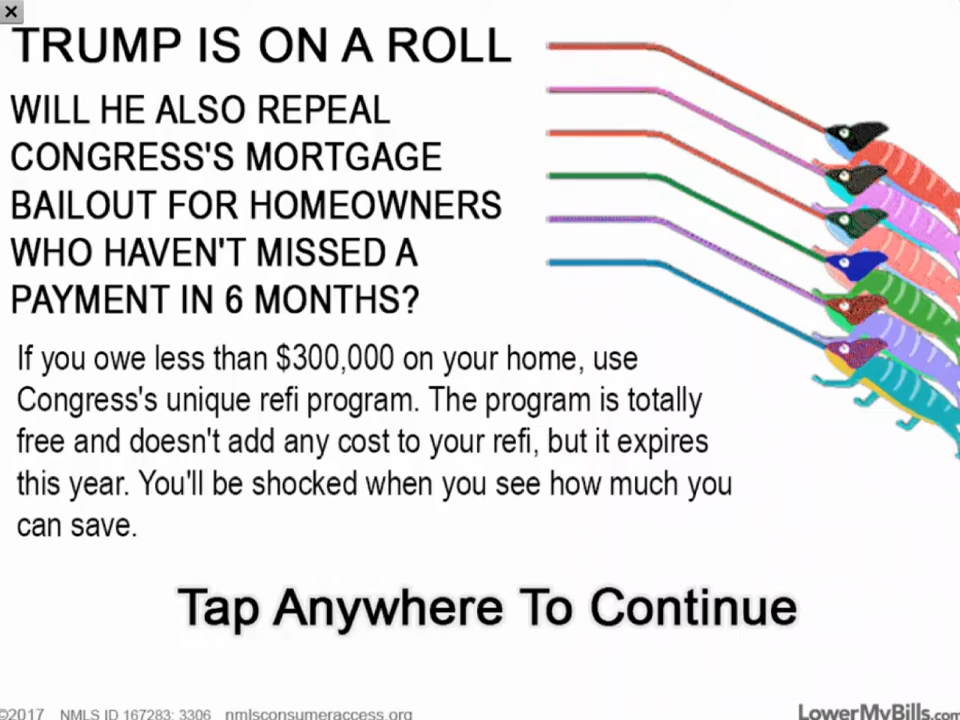 TRUMP IS ON A ROLL
WILL HE ALSO REPEAL
CONGRESS'S MORTGAGE
BAILOUT FOR HOMEOWNERS
WHO HAVEN'T MISSED A
PAYMENT IN 6 MONTHS?
If you owe less than $300,000 on your home, use
Congress's unique refi program. The program is totally
free and doesn't add any cost to your refi, but it expires
this year. You'll be shocked when you see how much you
can save.
Tap Anywhere To Continue
©2017 NMLS ID 167283; 3306 nmlsconsumeraccess.org
LowerMyBills.com